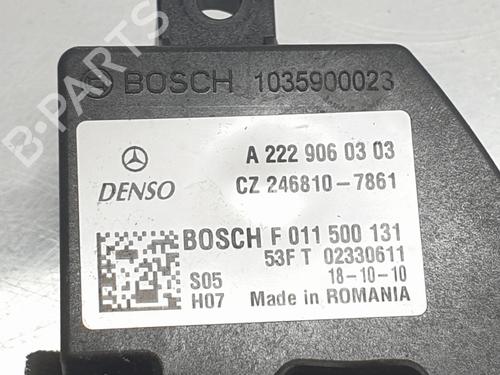 BOSCH 1035900023
A 222 906 03 03
DENSO CZ 246810-7861
BOSCH F 011 500 131
53F T 02330611
S05 18-10-10
H07 Made in ROMANIA
B-PARTS